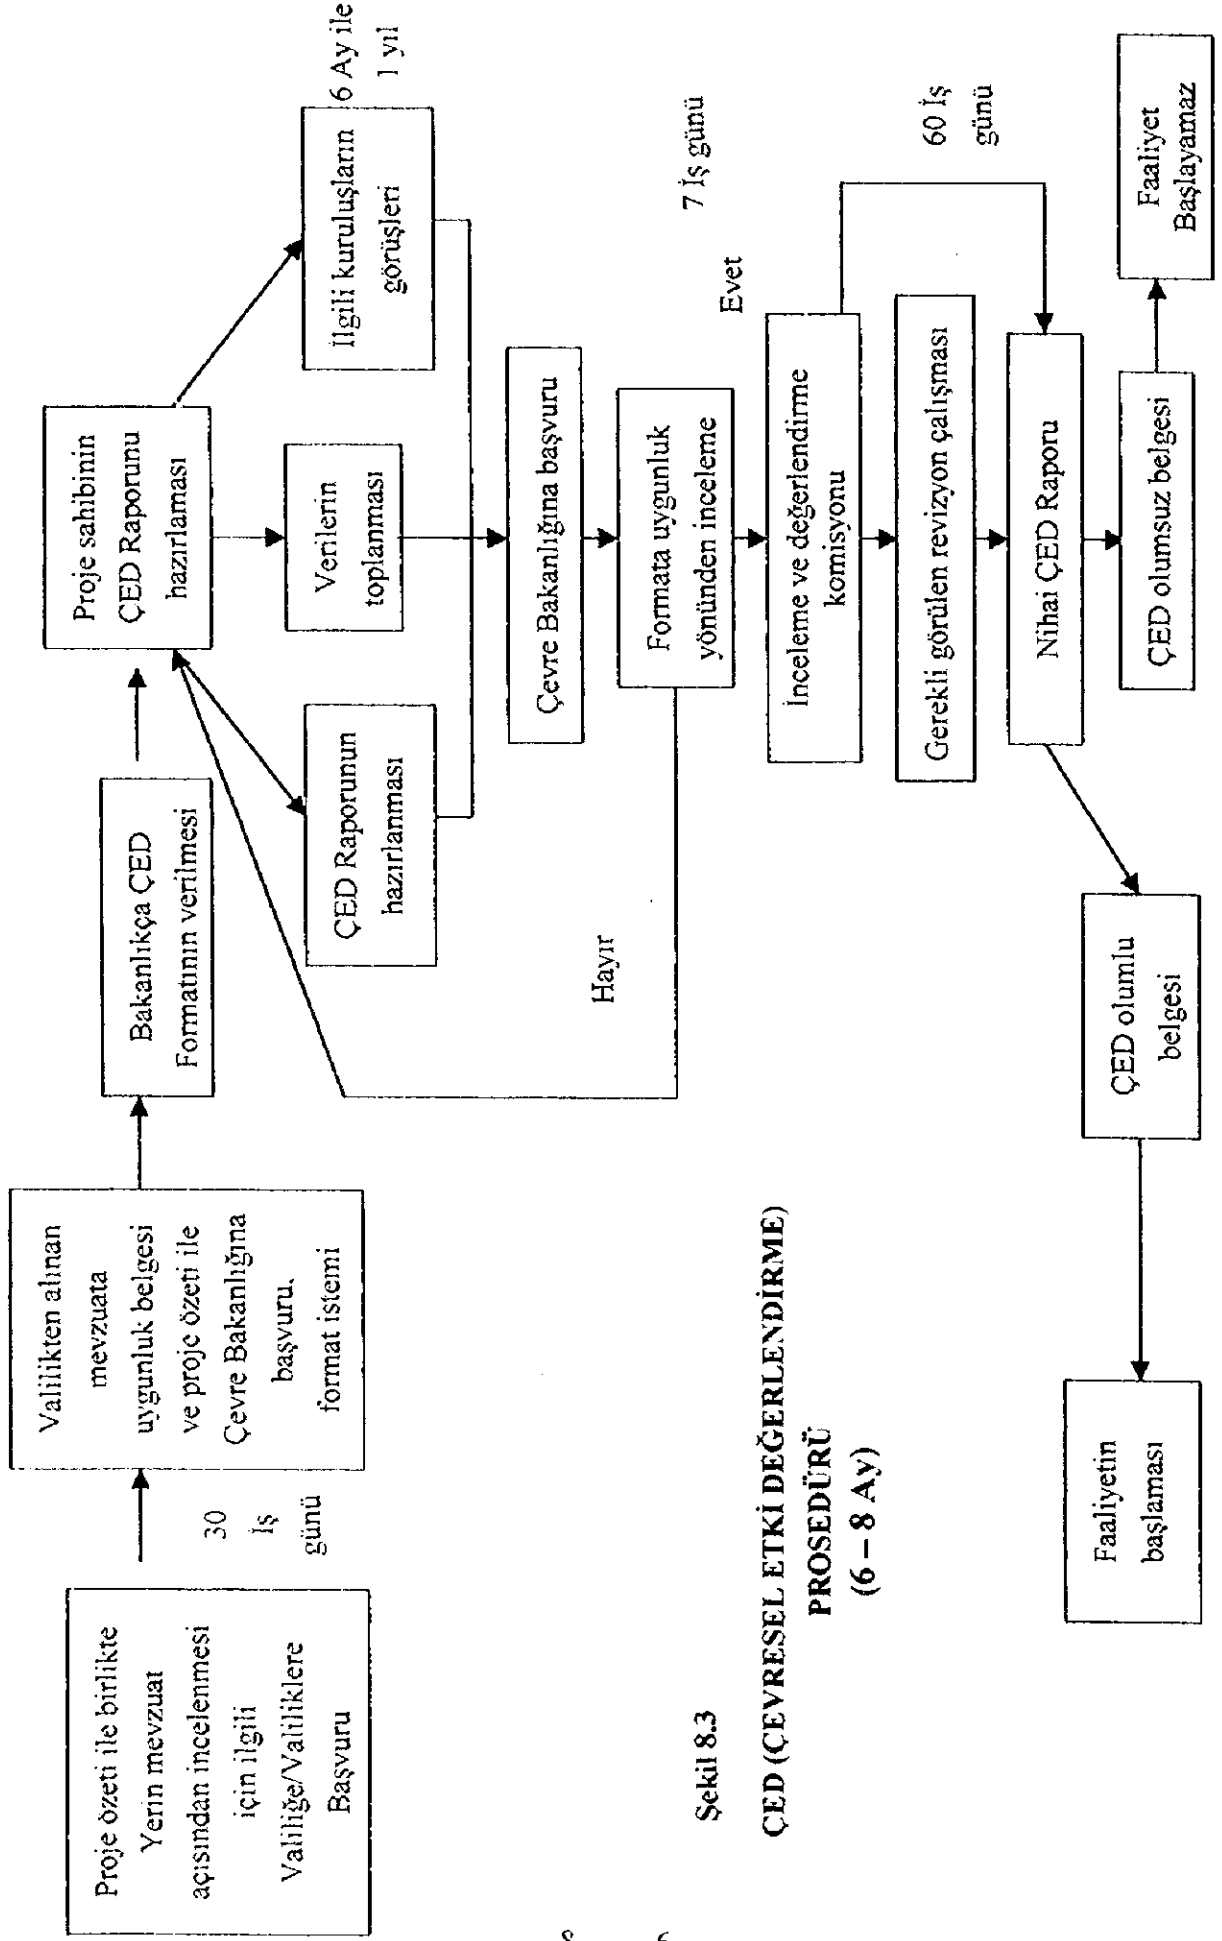 Proje özeti ile birlikte
Yerin mevzuat
açısından incelenmesi
için ilgili
Valiliğe/Valiliklere
Başvuru
30
İş
günü
Valilikten alınan
mevzuata
uygunluk belgesi
ve proje özeti ile
Çevre Bakanlığına
başvuru.
format istemi
Bakanlıkça ÇED
Formatının verilmesi
Proje sahibinin
ÇED Raporunu
hazırlaması
ÇED Raporunun
hazırlanması
Verilerin
toplanması
İlgili kuruluşların
görüşleri
6 Ay ile
1 yıl
Çevre Bakanlığına başvuru
Formata uygunluk
yönünden inceleme
Hayır
Evet
7 İş günü
İnceleme ve değerlendirme
komisyonu
Gerekli görülen revizyon çalışması
60 İş
günü
Nihai ÇED Raporu
ÇED olumsuz belgesi
Faaliyet
Başlayamaz
ÇED olumlu
belgesi
Faaliyetin
başlaması
Şekil 8.3
ÇED (ÇEVRESEL ETKİ DEĞERLENDİRME)
PROSEDÜRÜ
(6 – 8 Ay)